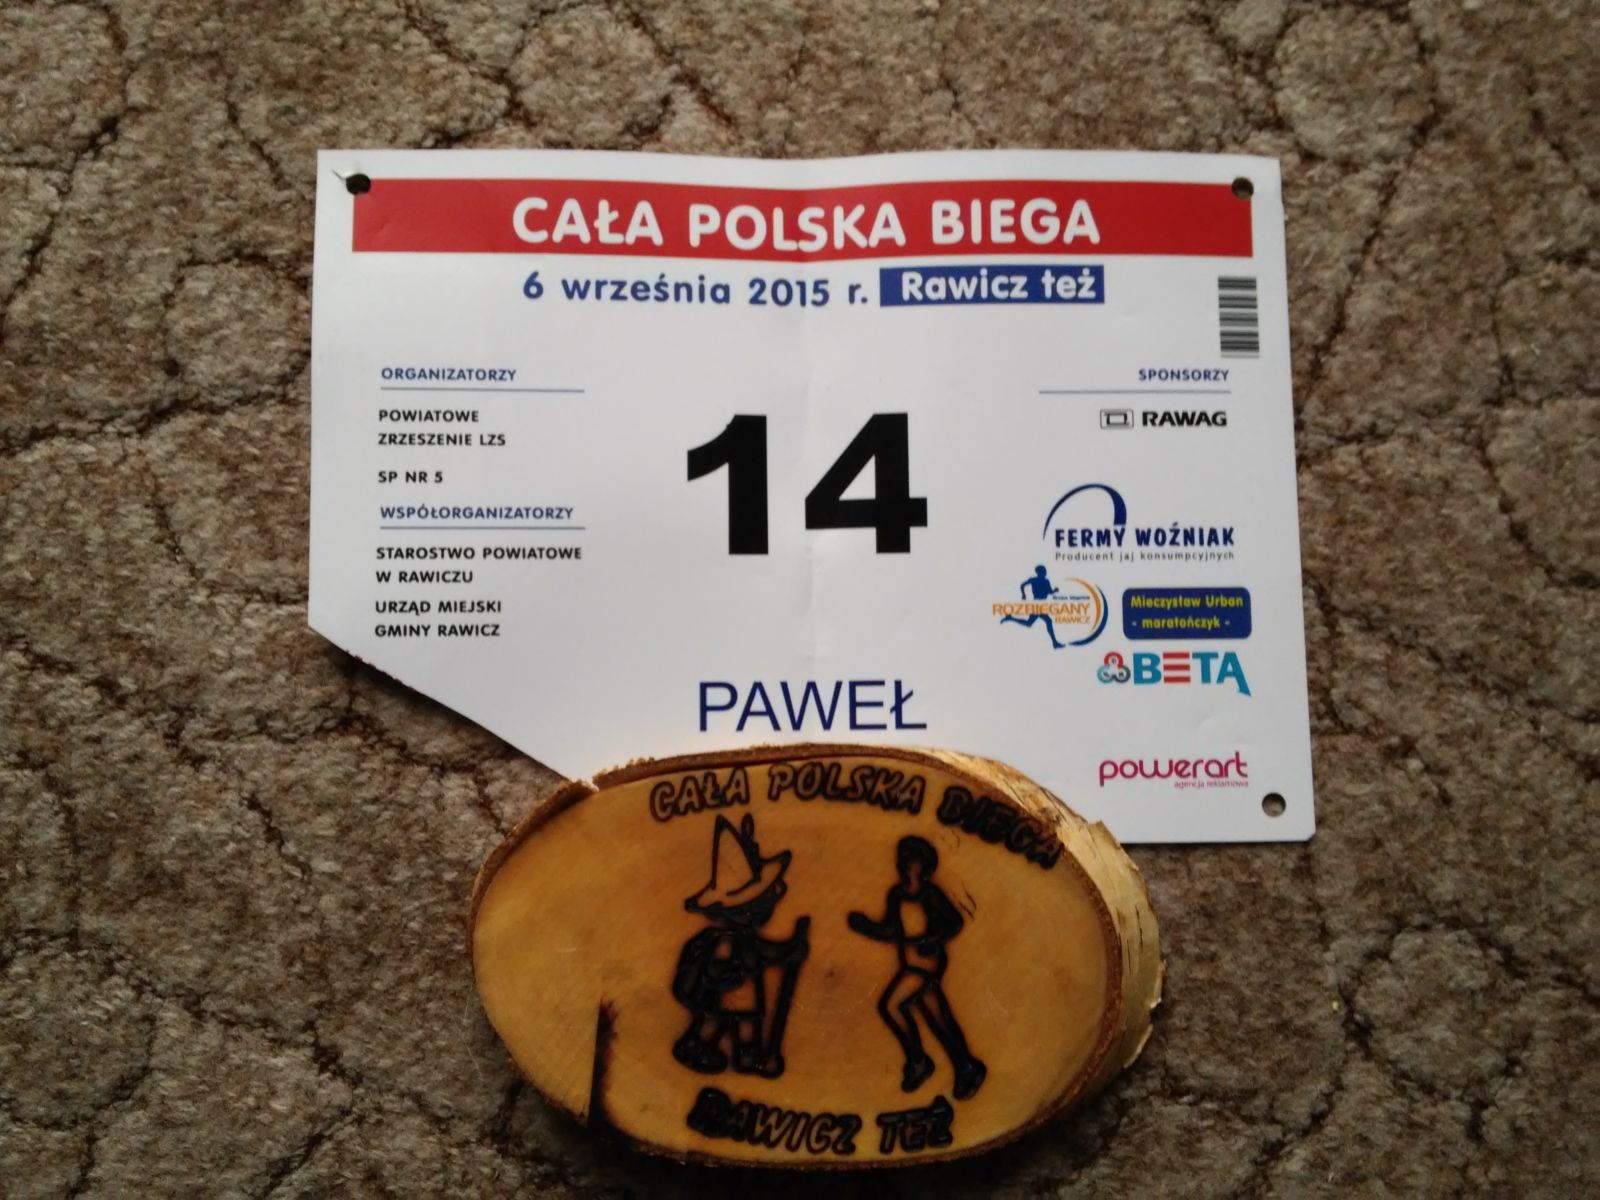 CAŁA POLSKA BIEGA
6 września 2015 r. Rawicz też
ORGANIZATORZY
POWIATOWE
ZRZESZENIE LZS
SP NR 5
WSPÓŁORGANIZATORZY
STAROSTWO POWIATOWE
W RAWICZU
URZĄD MIEJSKI
GMINY RAWICZ
14
PAWEŁ
SPONSORZY
RAWAG
FERMY WOŹNIAK
Producent jaj konsumpcyjnych
ROZBIEGANY
RAWICZ
Mieczysław Urban
- maratończyk -
BETA
powerart
agencja reklamowa
CAŁA POLSKA BIEGA
RAWICZ TEŻ